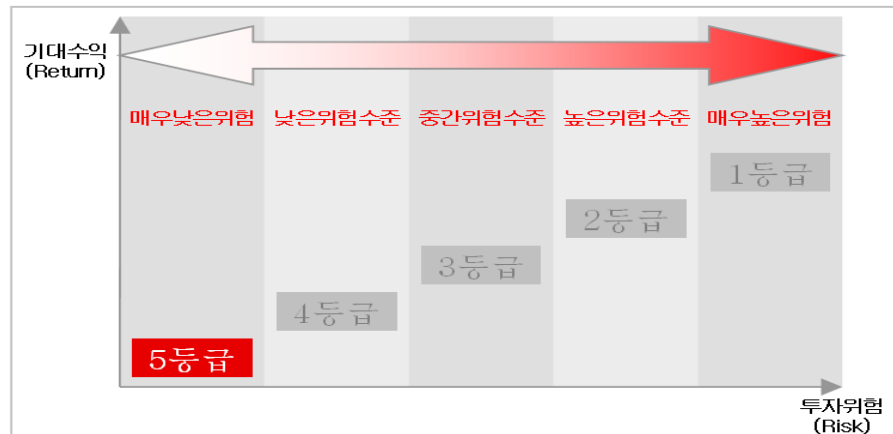 기대수익
(Return)
매우낮은위험 낮은위험수준 중간위험수준 높은위험수준 매우높은위험
1등급
2등급
3등급
4등급
5등급
투자위험
(Risk)